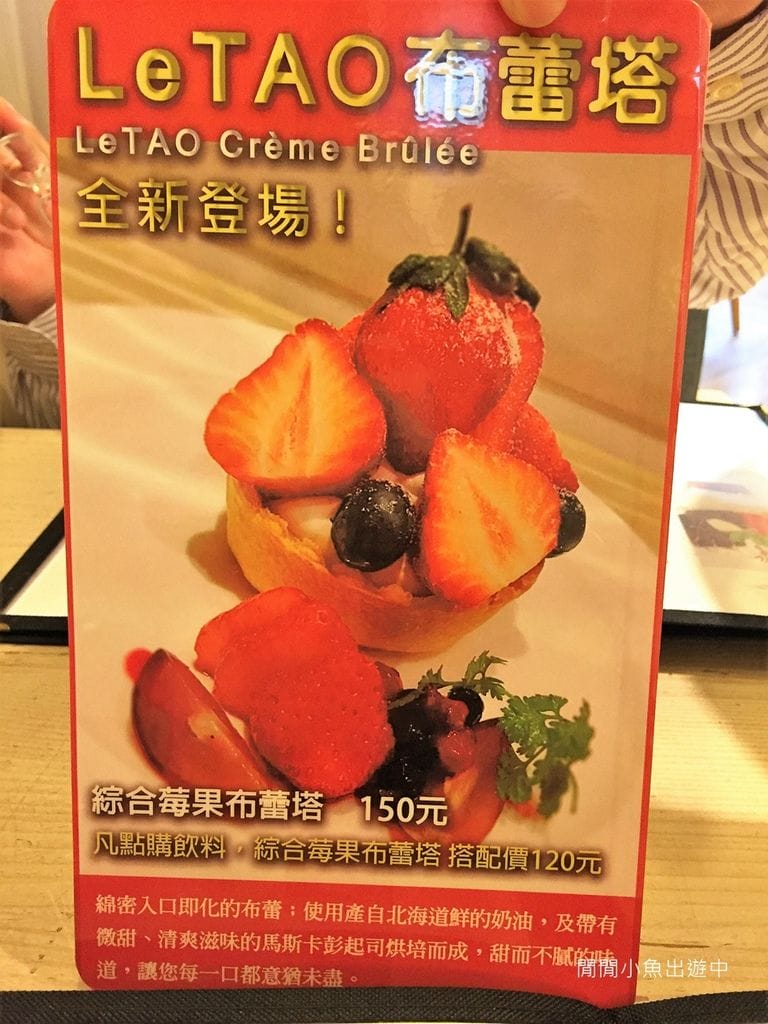 LeTAO布蕾塔
LeTAO Crème Brûlée
全新登場！
綜合莓果布蕾塔 150元
凡點購飲料，綜合莓果布蕾塔 搭配價120元
綿密入口即化的布蕾；使用產自北海道鮮的奶油，及帶有
微甜、清爽滋味的馬斯卡彭起司烘培而成，甜而不膩的味
道，讓您每一口都意猶未盡。
閒閒小魚出遊中